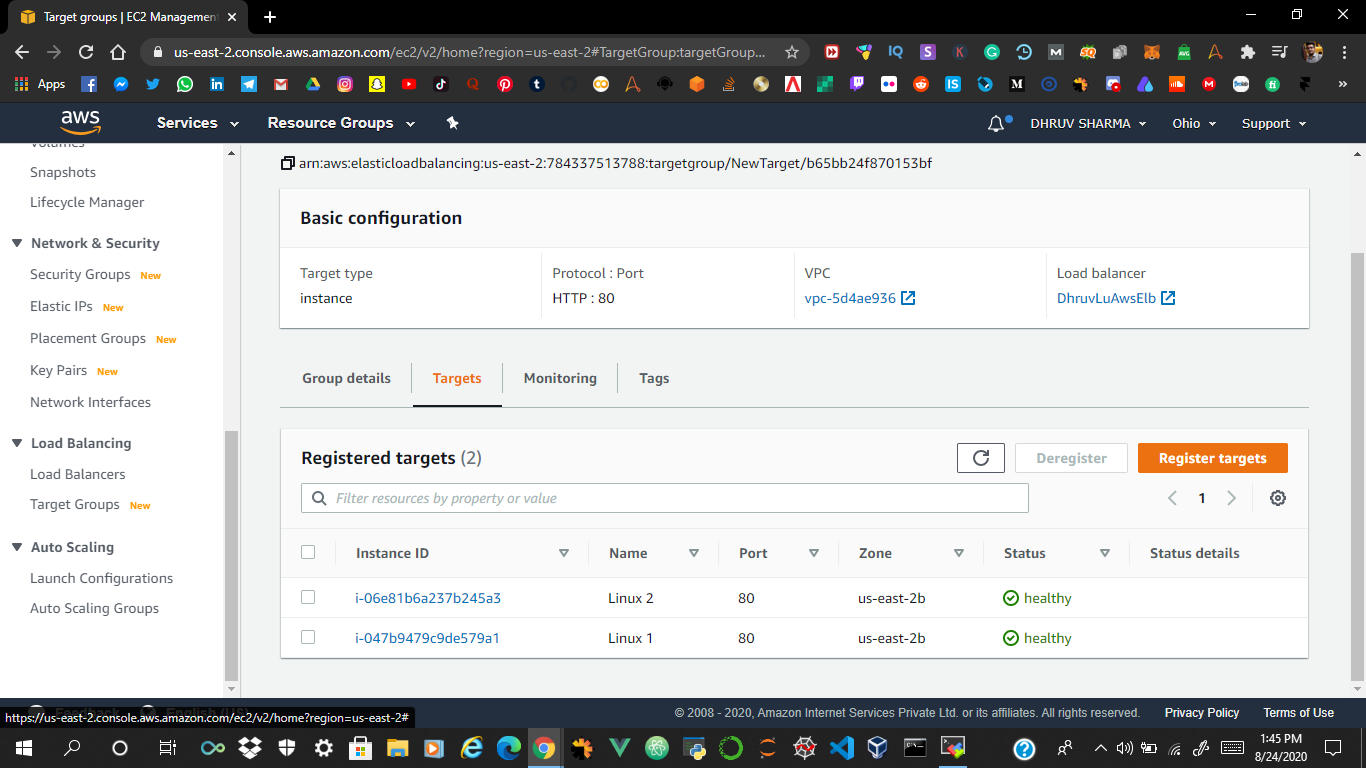 Target groups | EC2 Management
us-east-2.console.aws.amazon.com/ec2/v2/home?region=us-east-2#TargetGroup:targetGroup...
Apps
aws
Services
Resource Groups
DHRUV SHARMA
Ohio
Support
Volumes
Snapshots
Lifecycle Manager
Network & Security
Security Groups New
Elastic IPs New
Placement Groups New
Key Pairs New
Network Interfaces
Load Balancing
Load Balancers
Target Groups New
Auto Scaling
Launch Configurations
Auto Scaling Groups
arn:aws:elasticloadbalancing:us-east-2:784337513788:targetgroup/NewTarget/b65bb24f870153bf
Basic configuration
Target type
instance
Protocol : Port
HTTP : 80
VPC
vpc-5d4ae936
Load balancer
DhruvLuAwsElb
Group details
Targets
Monitoring
Tags
Registered targets (2)
Deregister
Register targets
Filter resources by property or value
1
Instance ID Name Port Zone Status Status details
i-06e81b6a237b245a3 Linux 2 80 us-east-2b healthy
i-047b9479c9de579a1 Linux 1 80 us-east-2b healthy
Feedback English (US)
https://us-east-2.console.aws.amazon.com/ec2/v2/home?region=us-east-2#
© 2008 - 2020, Amazon Internet Services Private Ltd. or its affiliates. All rights reserved.
Privacy Policy
Terms of Use
1:45 PM
8/24/2020